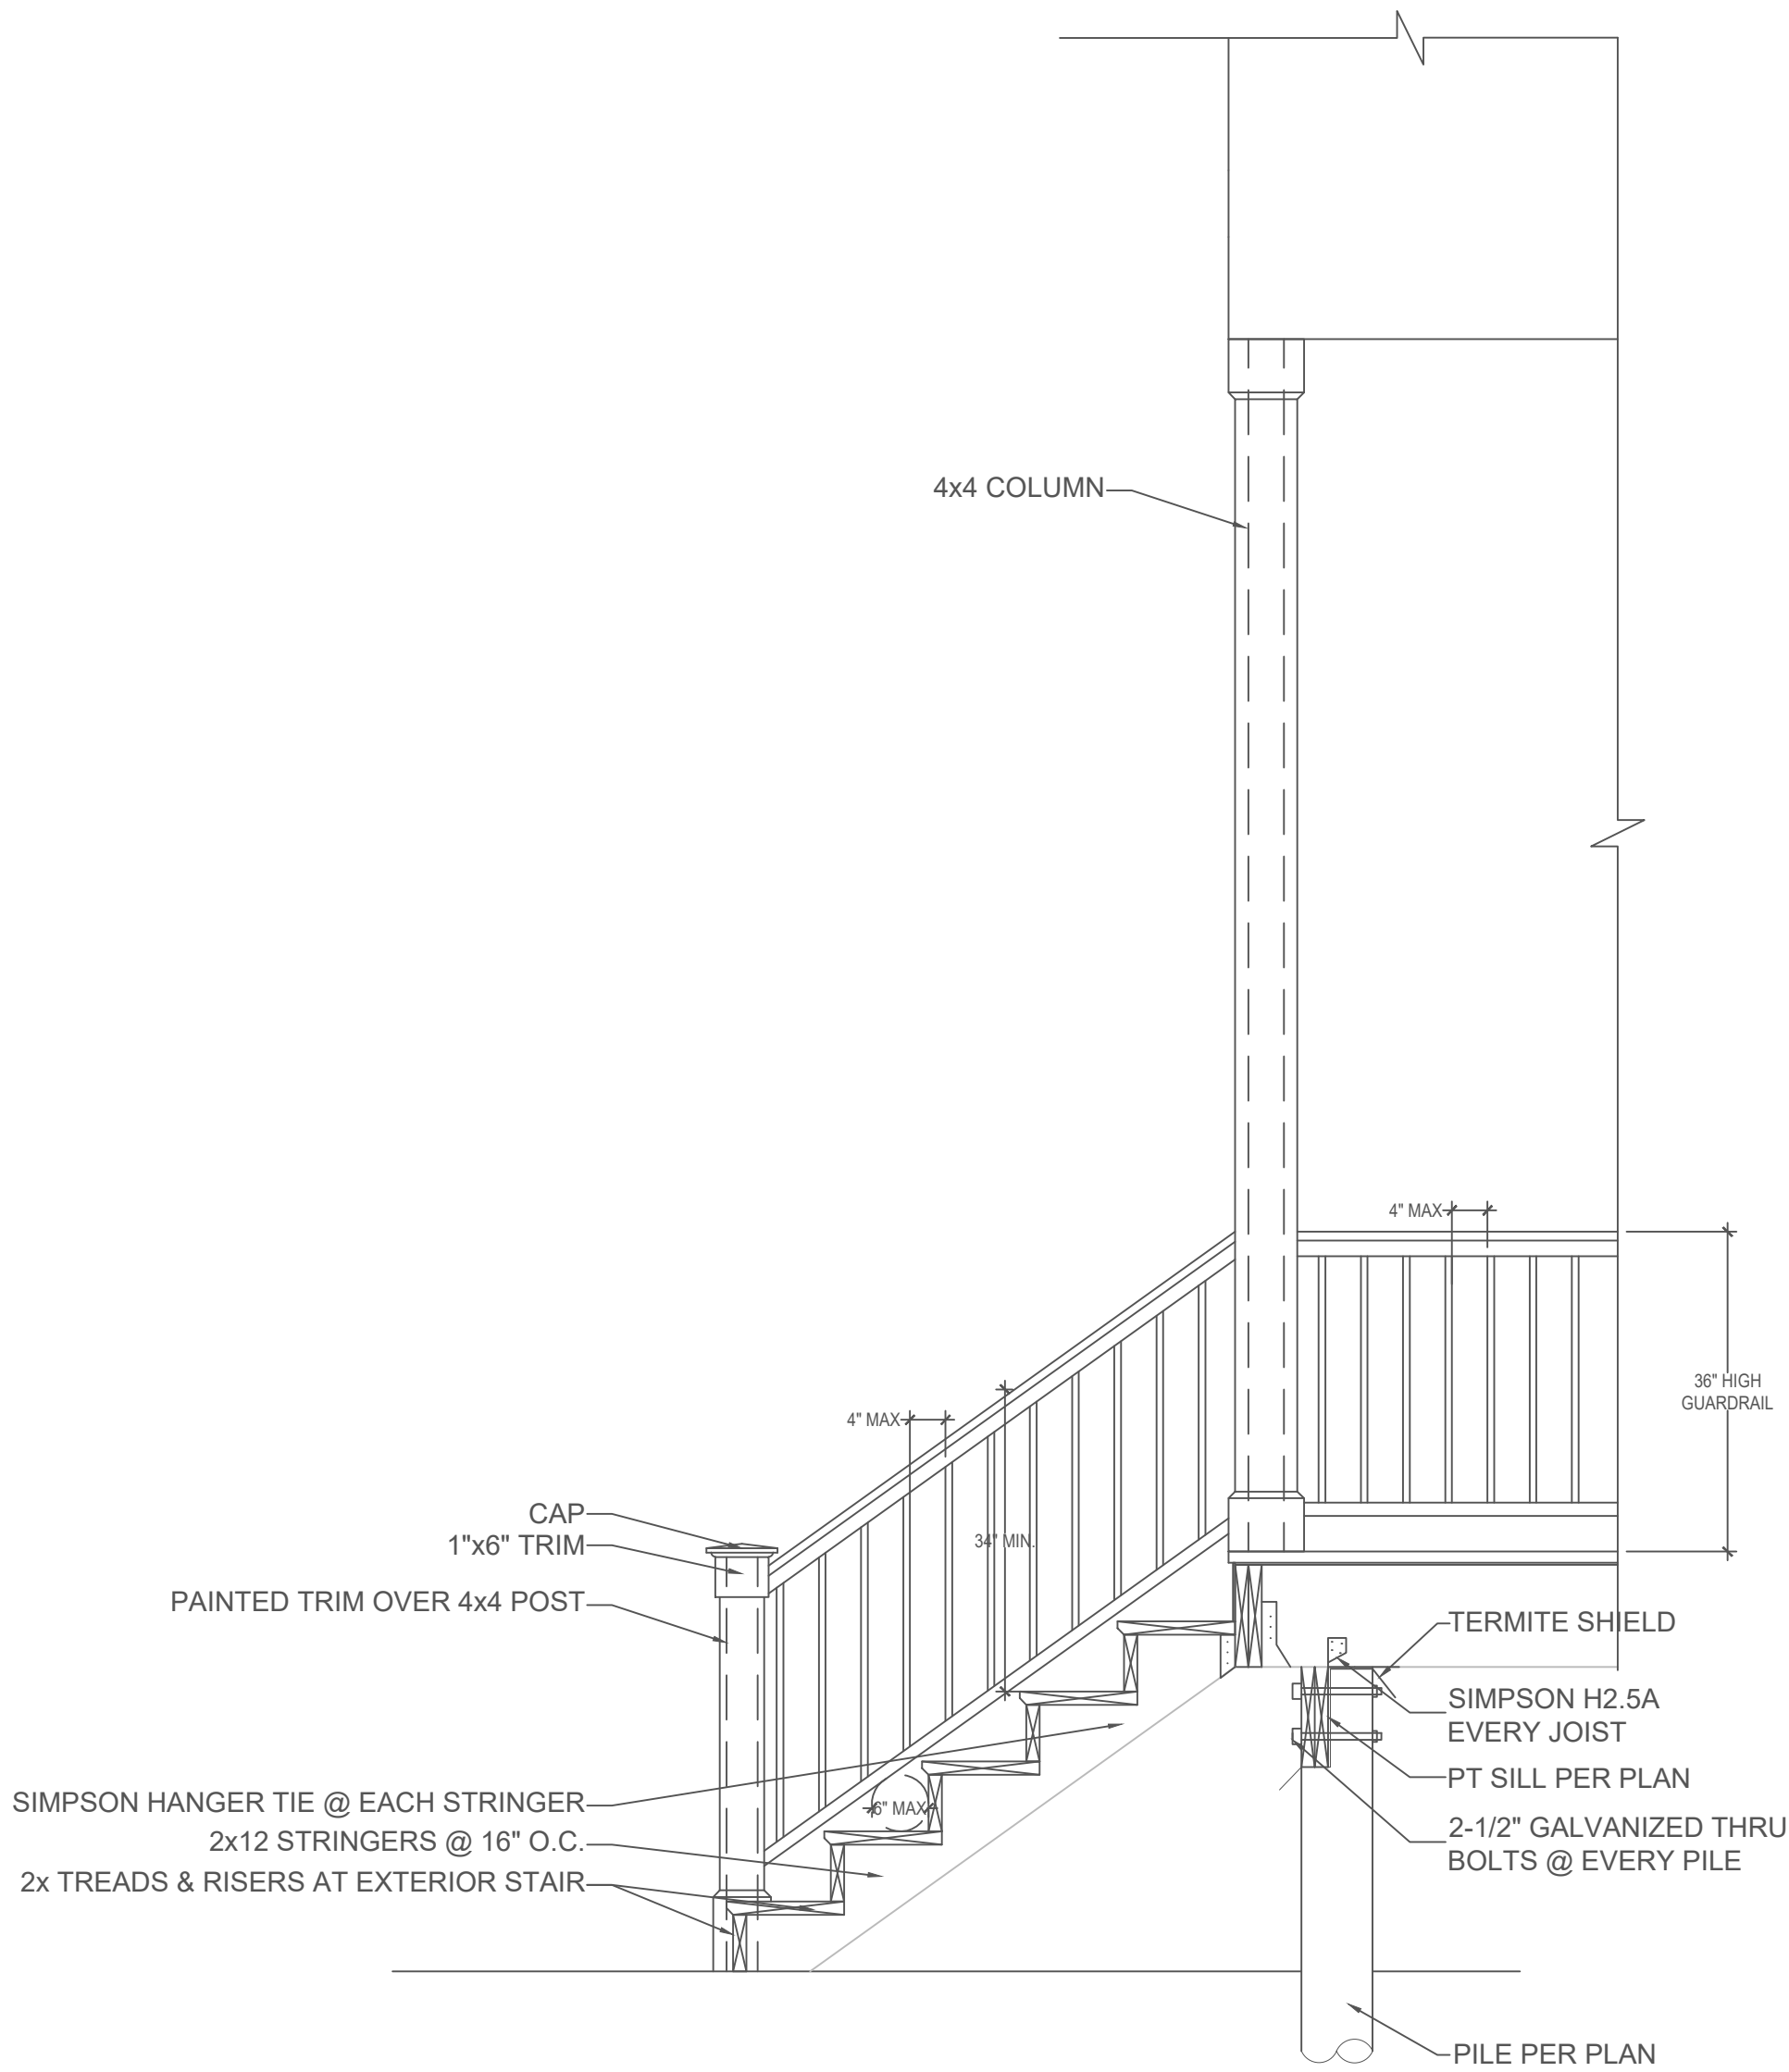 4x4 COLUMN
4" MAX
36" HIGH
GUARDRAIL
4" MAX
34" MIN.
CAP
1"x6" TRIM
PAINTED TRIM OVER 4x4 POST
TERMITE SHIELD
SIMPSON H2.5A
EVERY JOIST
PT SILL PER PLAN
2-1/2" GALVANIZED THRU
BOLTS @ EVERY PILE
SIMPSON HANGER TIE @ EACH STRINGER
6" MAX
2x12 STRINGERS @ 16" O.C.
2x TREADS & RISERS AT EXTERIOR STAIR
PILE PER PLAN